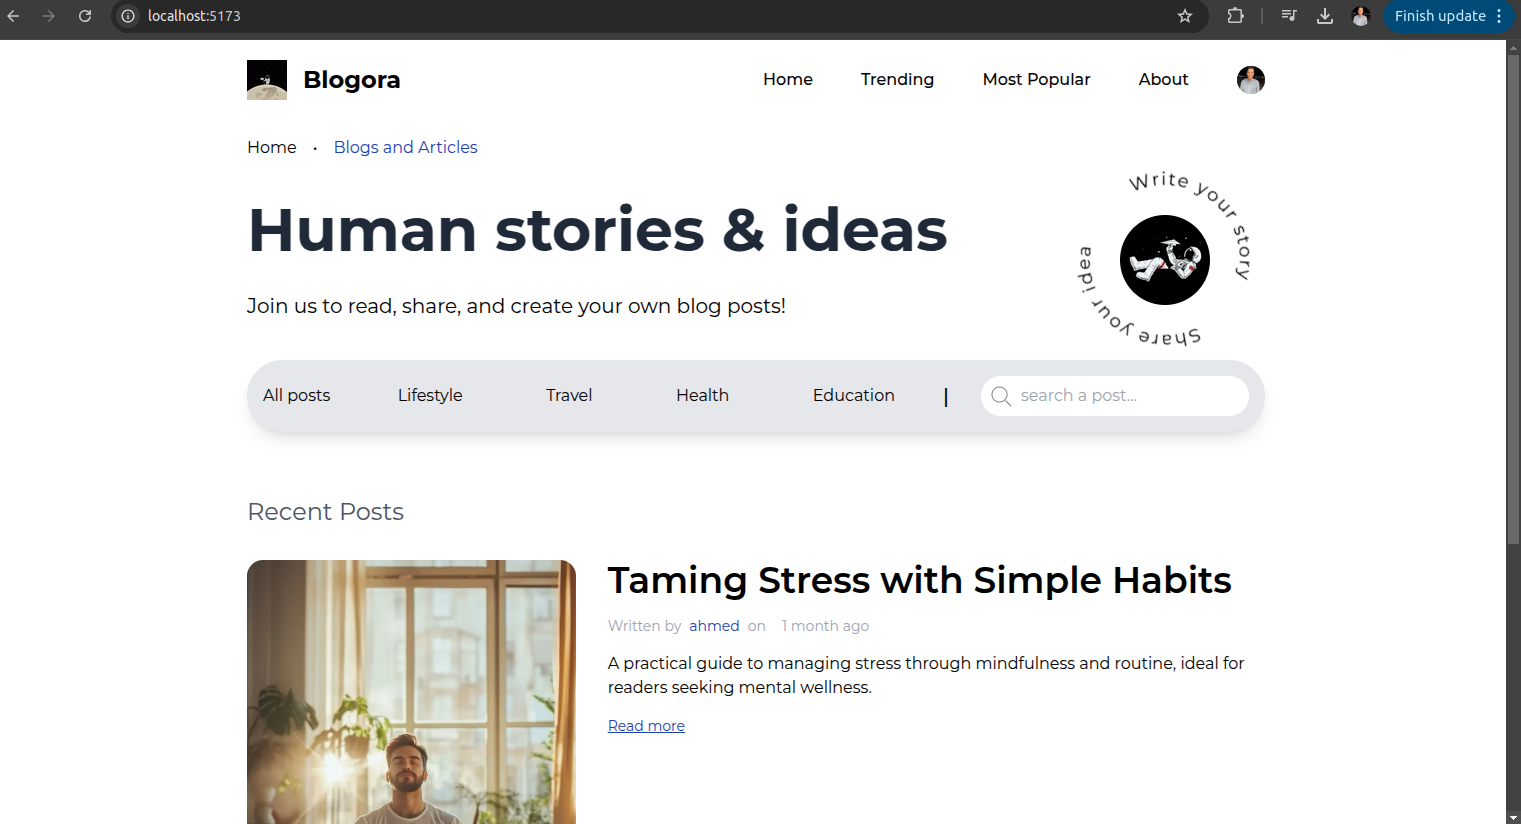 localhost:5173
Finish update
Blogora
Home Trending Most Popular About
Home • Blogs and Articles
Write your story
Share your idea
Human stories & ideas
Join us to read, share, and create your own blog posts!
All posts Lifestyle Travel Health Education | search a post...
Recent Posts
Taming Stress with Simple Habits
Written by ahmed on 1 month ago
A practical guide to managing stress through mindfulness and routine, ideal for
readers seeking mental wellness.
Read more